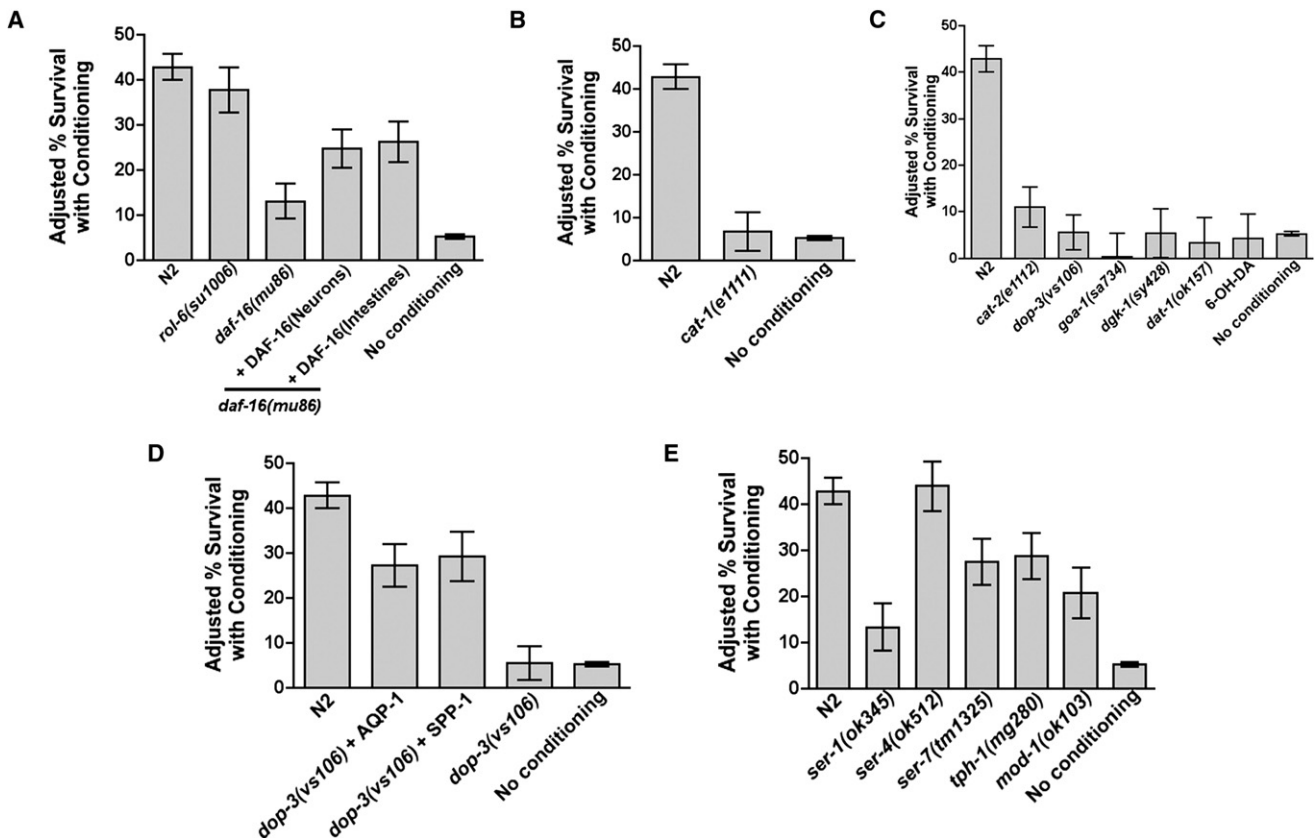 A
Adjusted % Survival
with Conditioning
50
40
30
20
10
0
N2
rol-6(su1006)
daf-16(mu86)
+ DAF-16(Neurons)
+ DAF-16(Intestines)
No conditioning
daf-16(mu86)
B
Adjusted % Survival
with Conditioning
50
40
30
20
10
0
N2
cat-1(e1111)
No conditioning
C
Adjusted % Survival
with Conditioning
50
40
30
20
10
0
N2
cat-2(e1112)
dop-3(vs106)
goa-1(sa734)
dgk-1(sy428)
dat-1(ok157)
6-OH-DA
No conditioning
D
Adjusted % Survival
with Conditioning
50
40
30
20
10
0
N2
dop-3(vs106) + AQP-1
dop-3(vs106) + SPP-1
dop-3(vs106)
No conditioning
E
Adjusted % Survival
with Conditioning
50
40
30
20
10
0
N2
ser-1(ok345)
ser-4(ok512)
ser-7(tm1325)
tph-1(mg280)
mod-1(ok103)
No conditioning